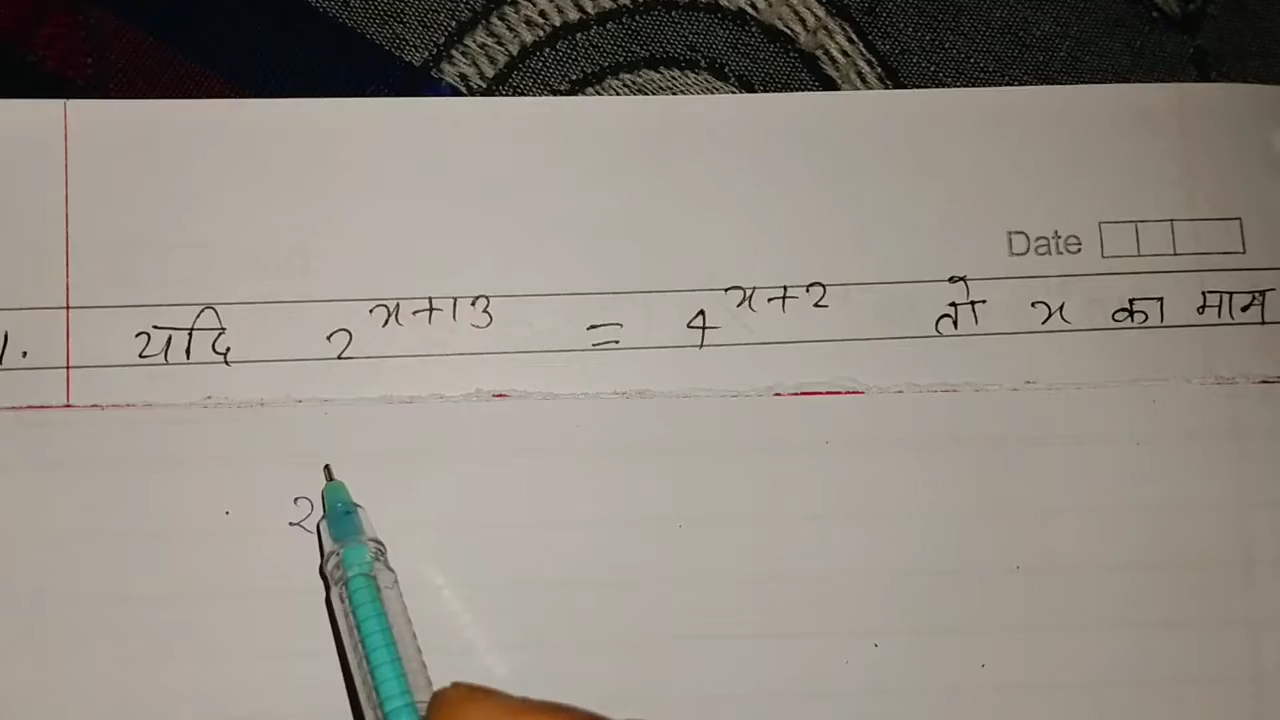 Date
1. यदि 2^{x+13} = 4^{x+2} तो x का मान
2